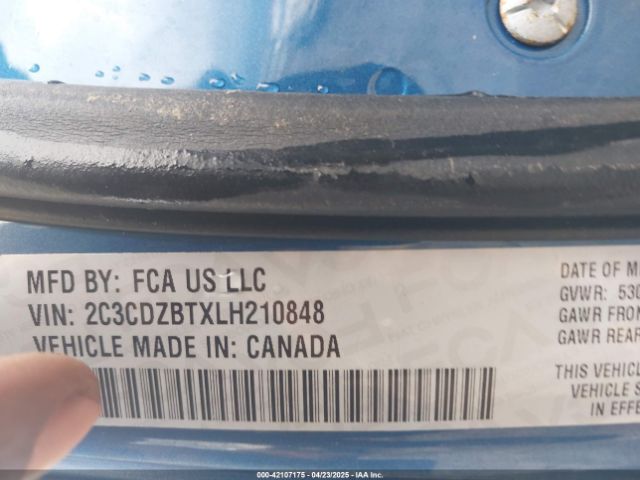 MFD BY: FCA US LLC
VIN: 2C3CDZBTXLH210848
VEHICLE MADE IN: CANADA
DATE OF M
GVWR: 530
GAWR FRON
GAWR REAR
THIS VEHICLE
VEHICLE S
IN EFFE
000-42107175 - 04/23/2025 - IAA Inc.